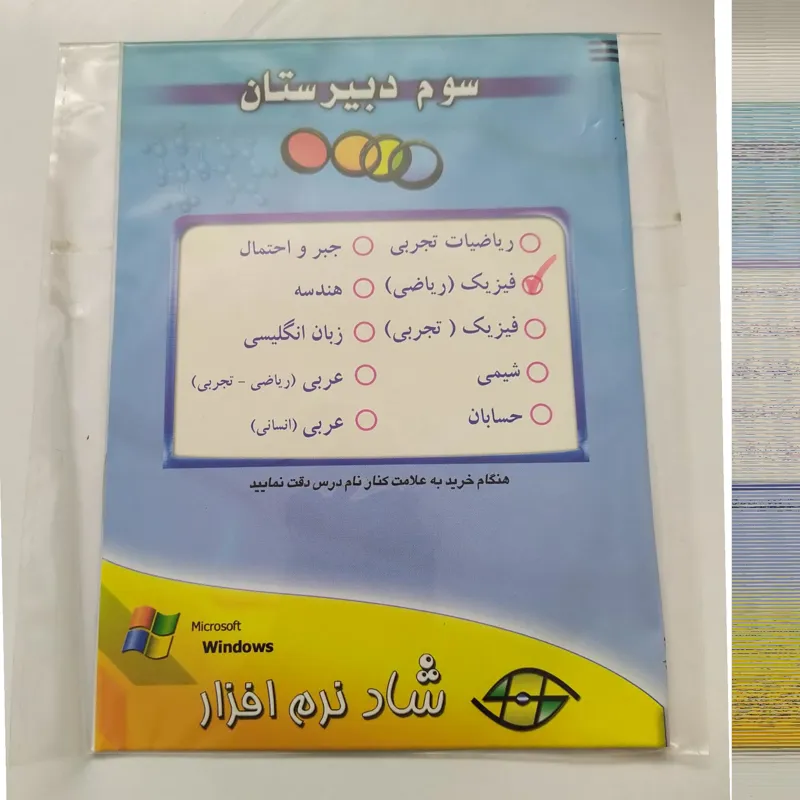 سوم دبیرستان
ریاضیات تجربی
فیزیک (ریاضی)
فیزیک ( تجربی)
شیمی
حسابان
جبر و احتمال
هندسه
زبان انگلیسی
عربی (ریاضی - تجربی)
عربی (انسانی)
هنگام خرید به علامت کنار نام درس دقت نمایید
Microsoft
Windows
شاد نرم افزار